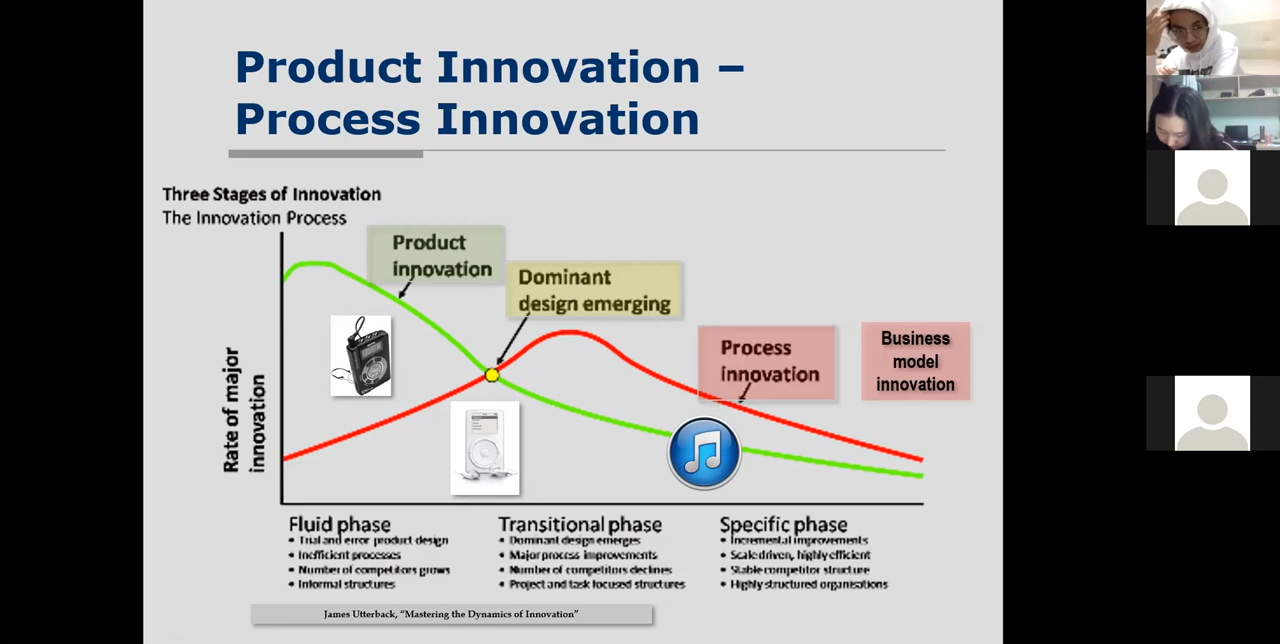 Product Innovation –
Process Innovation
Three Stages of Innovation
The Innovation Process
Product
innovation
Dominant
design emerging
Process
innovation
Business
model
innovation
Rate of major
innovation
Fluid phase
• Trial and error product design
• Inefficient processes
• Number of competitors grows
• Informal structures
Transitional phase
• Dominant design emerges
• Major process improvements
• Number of competitors declines
• Project and task focused structures
Specific phase
• Incremental improvements
• Scale driven, highly efficient
• Stable competitor structure
• Highly structured organisations
James Utterback, “Mastering the Dynamics of Innovation”